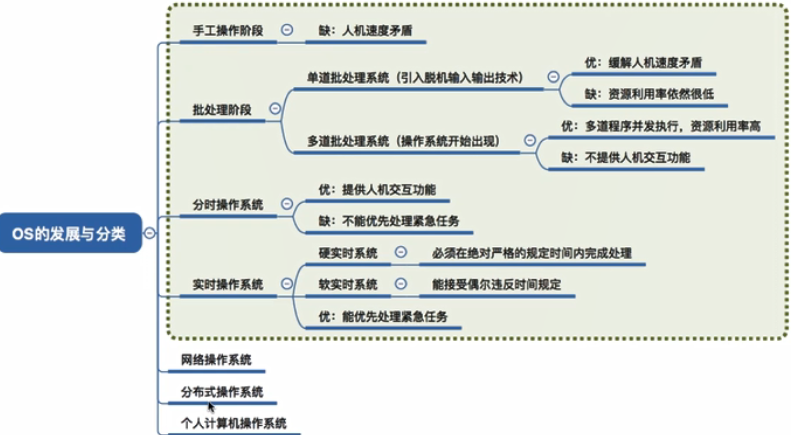 手工操作阶段
缺：人机速度矛盾
批处理阶段
单道批处理系统（引入脱机输入输出技术）
优：缓解人机速度矛盾
缺：资源利用率依然很低
多道批处理系统（操作系统开始出现）
优：多道程序并发执行，资源利用率高
缺：不提供人机交互功能
OS的发展与分类
分时操作系统
优：提供人机交互功能
缺：不能优先处理紧急任务
实时操作系统
硬实时系统
必须在绝对严格的规定时间内完成处理
软实时系统
能接受偶尔违反时间规定
优：能优先处理紧急任务
网络操作系统
分布式操作系统
个人计算机操作系统